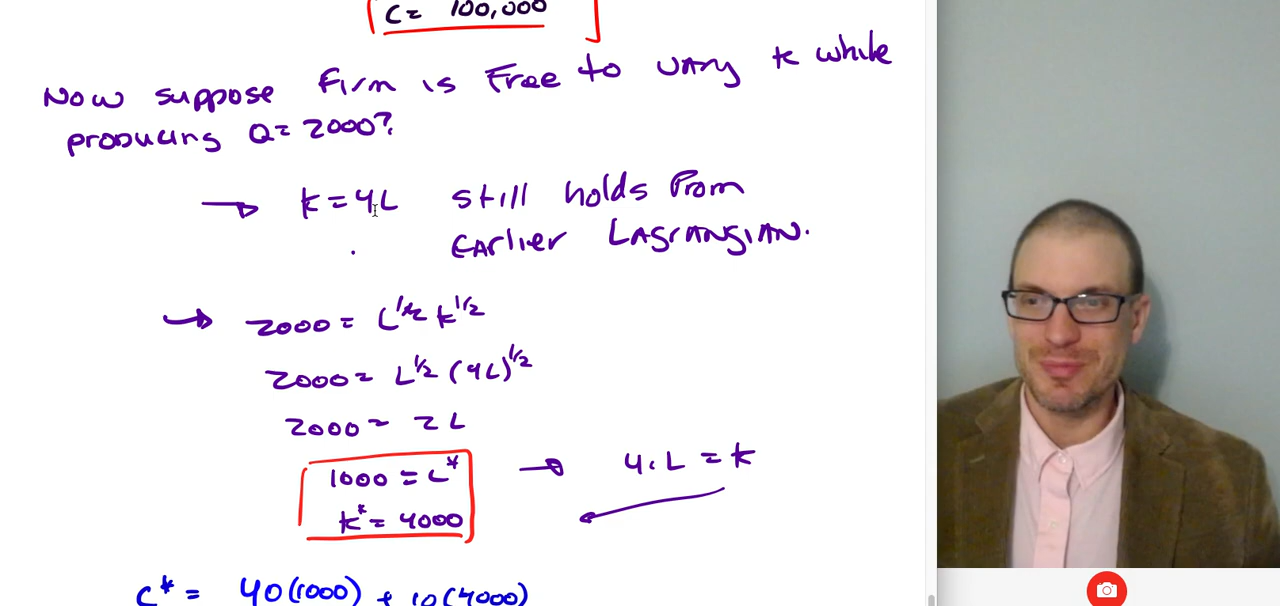 C = 100,000
Now suppose Firm is Free to vary K while
producing Q = 2000?
→ K = 4L still holds from
Earlier Lagrangian.
→ 2000 = L^1/2 K^1/2
2000 = L^1/2 (4L)^1/2
2000 = 2L
1000 = L* → 4·L = K
K* = 4000
C* = 40(1000) + 10(4000)